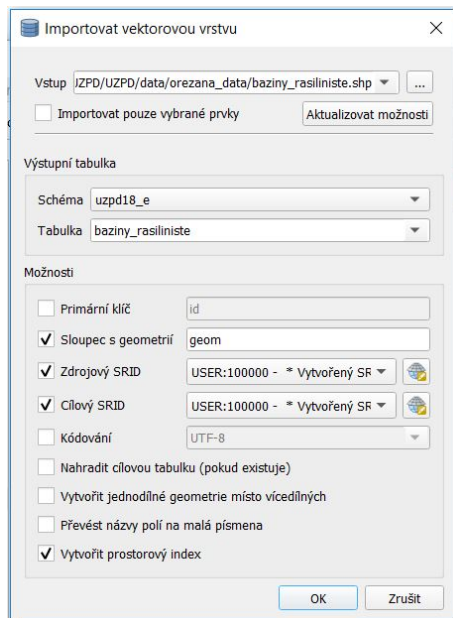 Importovat vektorovou vrstvu
Vstup JZPD/UZPD/data/orezana_data/baziny_rasiliniste.shp ...
Importovat pouze vybrané prvky Aktualizovat možnosti
Výstupní tabulka
Schéma uzpd18_e
Tabulka baziny_rasiliniste
Možnosti
Primární klíč id
Sloupec s geometrií geom
Zdrojový SRID USER:100000 - * Vytvořený SR
Cílový SRID USER:100000 - * Vytvořený SR
Kódování UTF-8
Nahradit cílovou tabulku (pokud existuje)
Vytvořit jednodílné geometrie místo vícedílných
Převést názvy polí na malá písmena
Vytvořit prostorový index
OK Zrušit